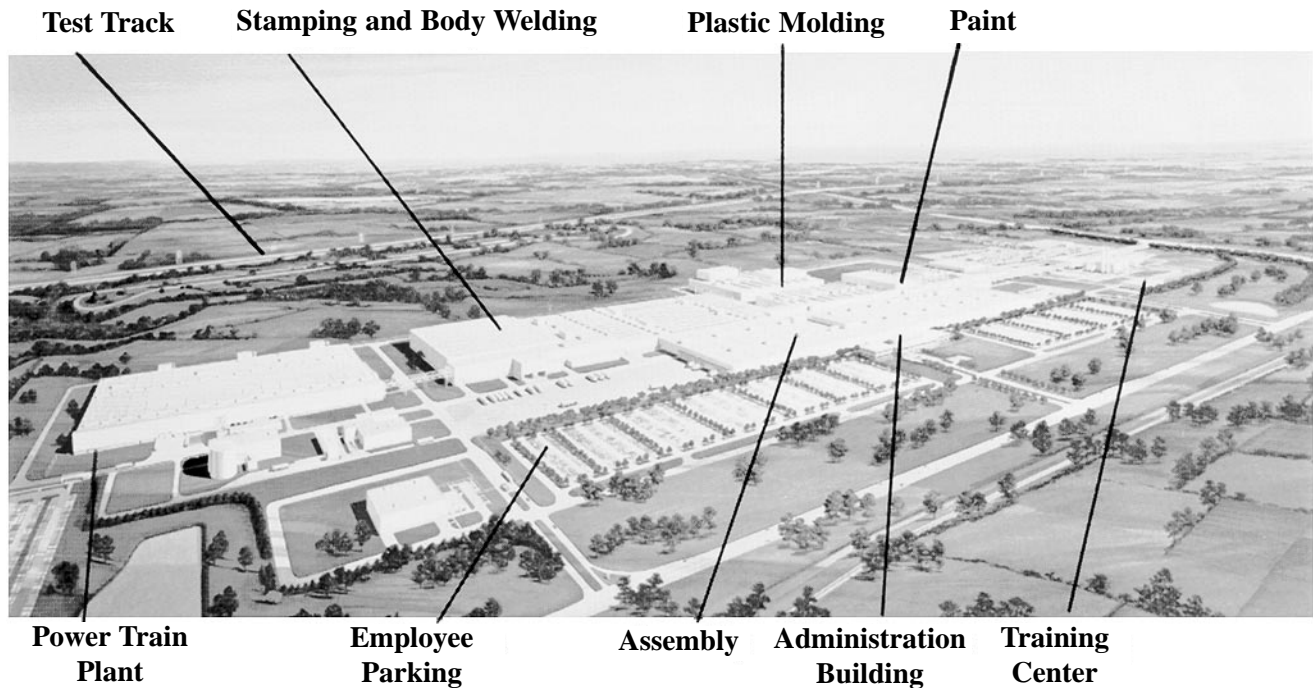 Test Track
Stamping and Body Welding
Plastic Molding
Paint
Power Train
Plant
Employee
Parking
Assembly
Administration
Building
Training
Center